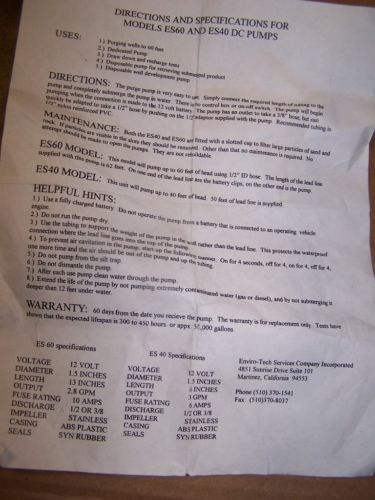 DIRECTIONS AND SPECIFICATIONS FOR
MODELS ES60 AND ES40 DC PUMPS
USES:
1.) Purging wells to 60 feet
2.) Dedicated Pump
3.) Draw down and recharge tests
4.) Disposable pump for retrieving submerged product
5.) Disposable well development pump
DIRECTIONS: The purge pump is very easy to use. Simply connect the required length of tubing to the
pump and completely submerge the pump in water. There is no control box or on-off switch. The pump will begin
pumping when the connection is made to the 12 volt battery. The pump has an outlet to take a 3/8" hose, but can
quickly be adapted to take a 1/2" hose by pushing on the 1/2" adaptor supplied with the pump. Recommended tubing is
1/2" nylon reinforced PVC.
MAINTENANCE: Both the ES40 and ES60 are fitted with a slotted cap to filter large particles of sand and
rock. If particles are visible in the slots they should be removed. Other than that no maintenance is required. No
attempt should be made to open the pumps. They are not
ES60 MODEL: This model will pump up to 60 feet of head using 1/2" ID hose. The length of the lead line
supplied with this pump is 62 feet. On one end of the lead line are the battery clips, on the other end is the pump.
ES40 MODEL: This unit will pump up to 40 feet of head. 50 feet of lead line is supplied.
HELPFUL HINTS:
1.) Use a fully charged battery. Do not operate the pump from a battery that is connected to an operating vehicle
engine.
2.) Do not run the pump dry.
3.) Use the tubing to support the weight of the pump in the well rather than the lead line. This protects the waterproof
connection where the lead line goes into the top of the pump.
4.) To prevent air cavitation in the pump, start up the following manner. On for 4 seconds, off for 4, on for 4, off for 4,
one more time and the air should be out of the pump and up the tubing.
5.) Do not pump from the silt trap.
6.) Do not dismantle the pump.
7.) After each use pump clean water through the pump.
8.) Extend the life of the pump by not pumping extremely contaminated water (gas or diesel), and by not submerging it
deeper than 12 feet under water.
WARRANTY: 60 days from the date you recieve the pump. The warranty is for replacement only. Tests have
shown that the expected lifespan is 300 to 450 hours or appx. gallons.
ES 60 specifications
VOLTAGE 12 VOLT
DIAMETER 1.5 INCHES
LENGTH 13 INCHES
OUTPUT 2.8 GPM
FUSE RATING 10 AMPS
DISCHARGE 1/2 OR 3/8
IMPELLER STAINLESS
CASING ABS PLASTIC
SEALS SYN RUBBER
ES 40 Specifications
VOLTAGE 12 VOLT
DIAMETER 1.5 INCHES
LENGTH INCHES
OUTPUT 3 GPM
FUSE RATING 6 AMPS
DISCHARGE 1/2 OR 3/8
IMPELLER STAINLESS
CASING ABS PLASTIC
SEALS SYN RUBBER
Enviro-Tech Services Company Incorporated
4851 Sunrise Drive Suite 101
Martinez, California 94553
Phone (510) 370-1541
Fax: (510)370-8037